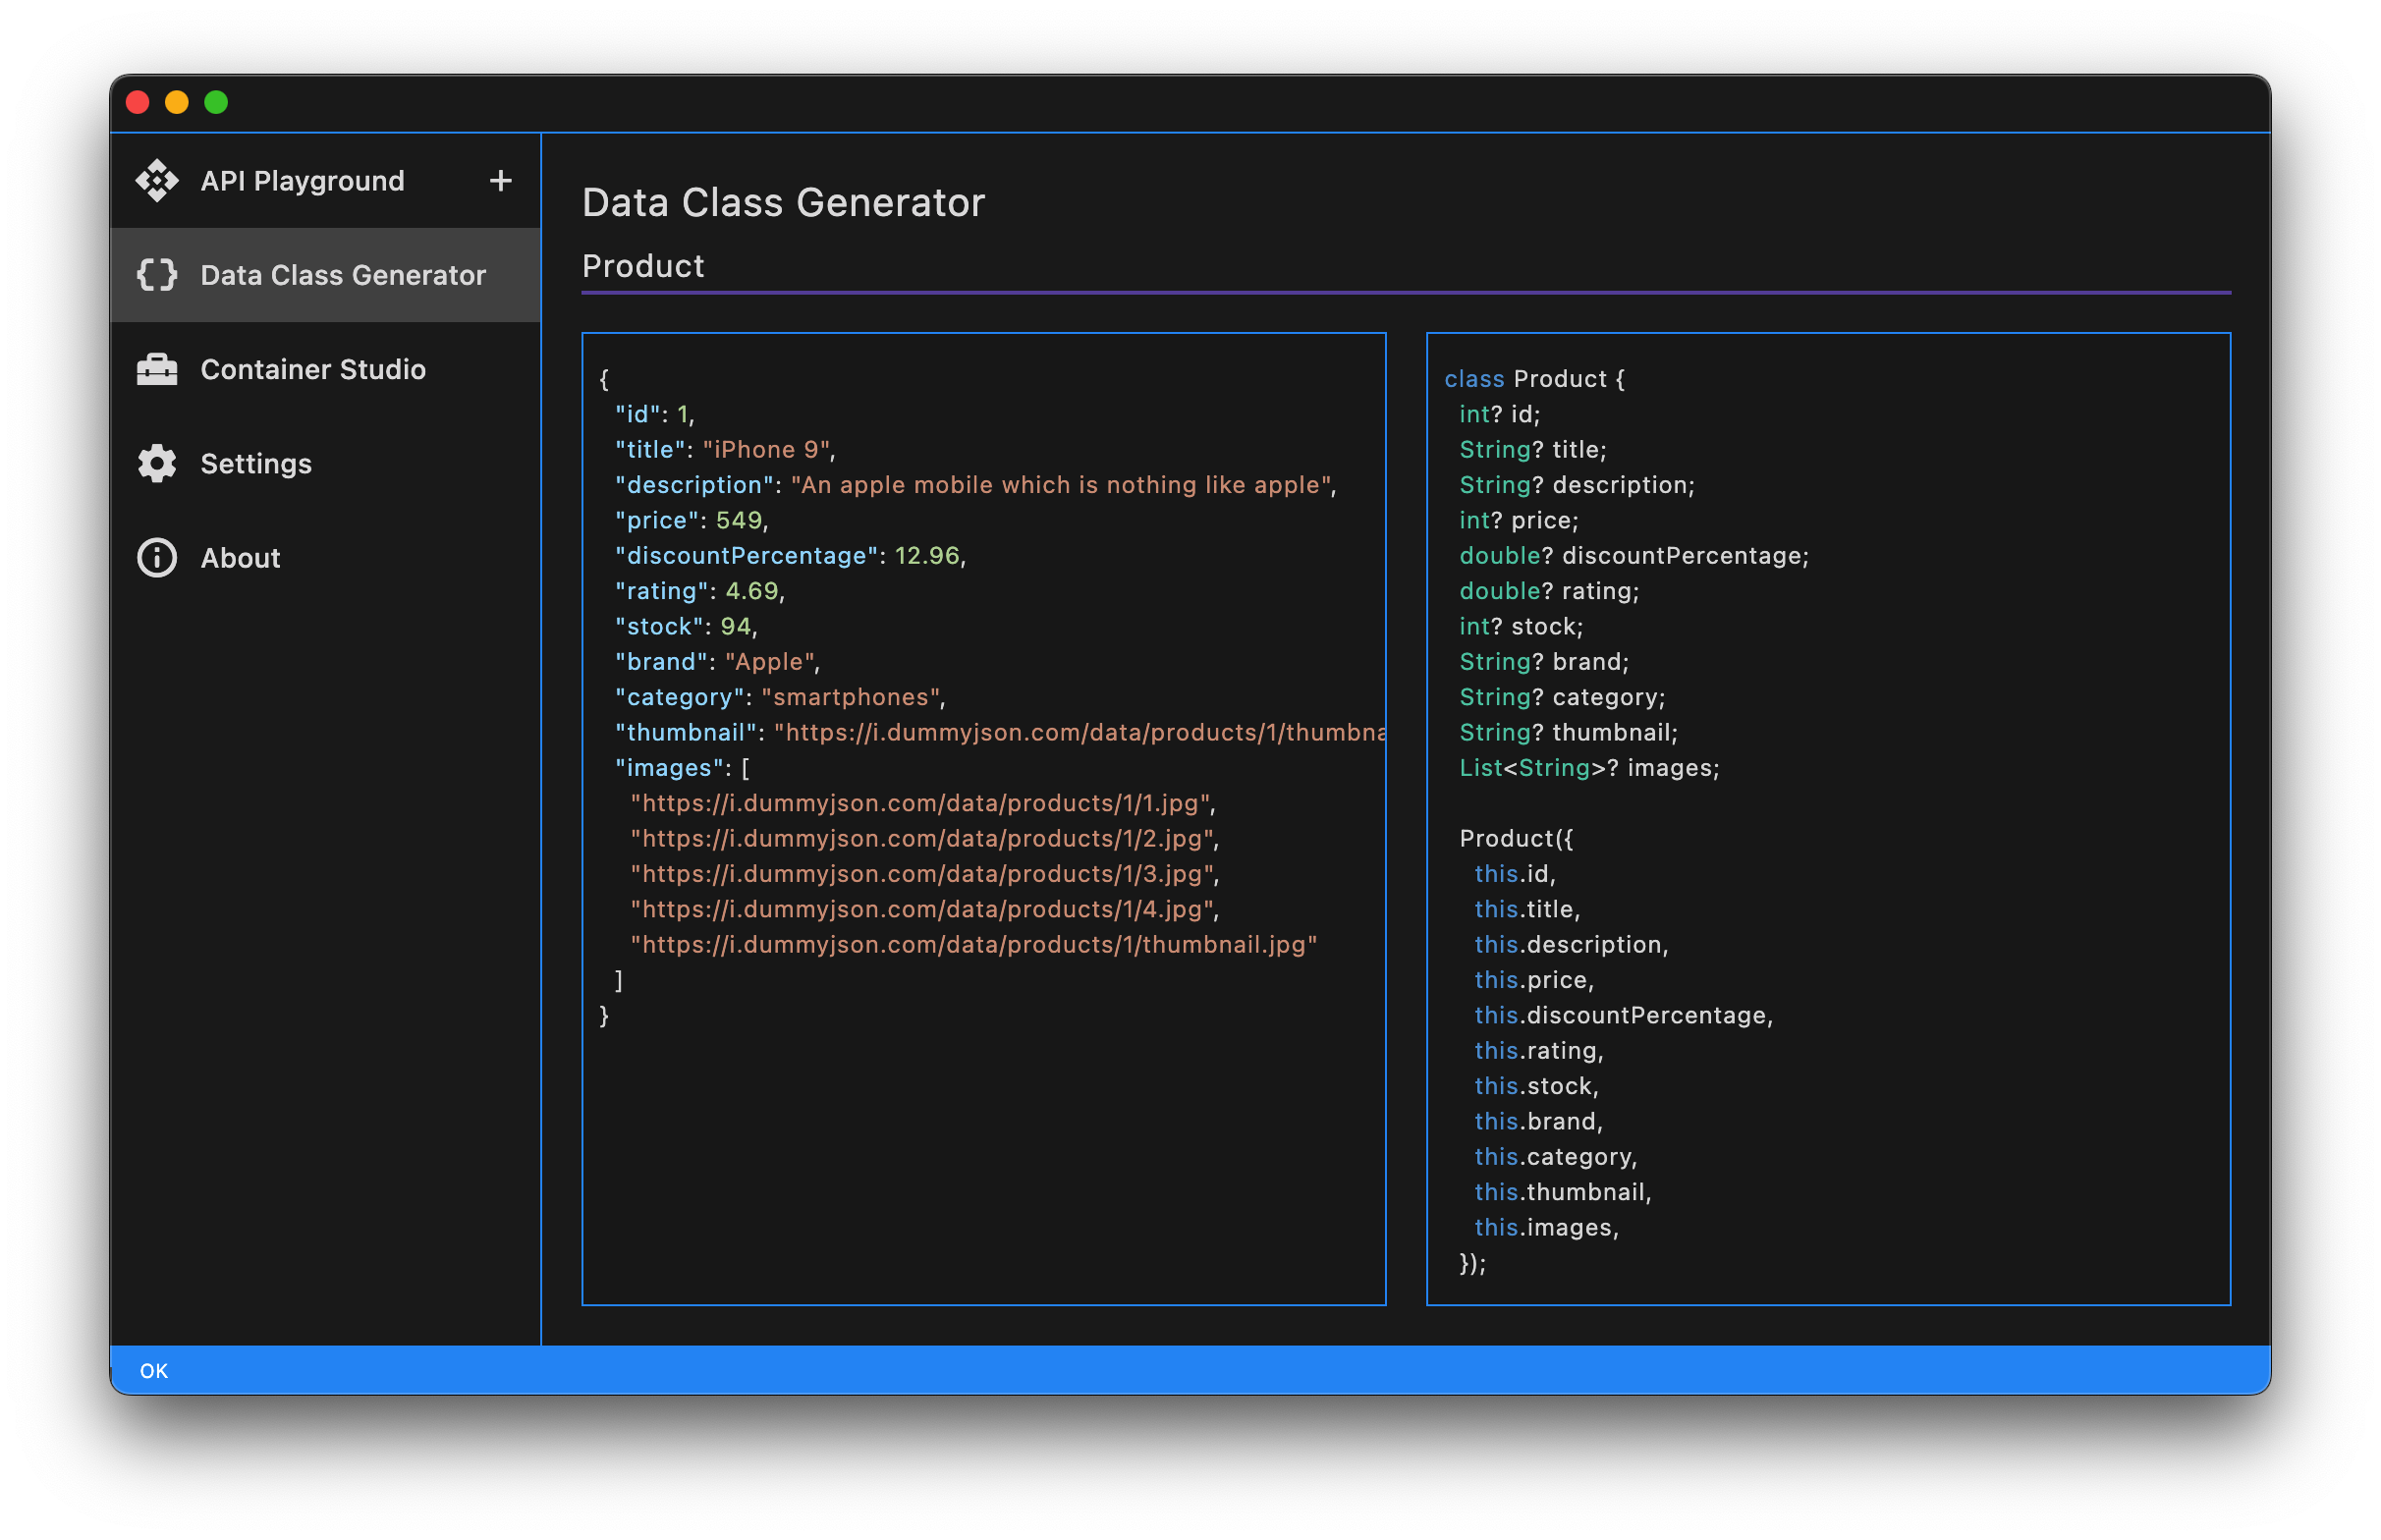 API Playground +
Data Class Generator
Container Studio
Settings
About
Data Class Generator
Product
{
  "id": 1,
  "title": "iPhone 9",
  "description": "An apple mobile which is nothing like apple",
  "price": 549,
  "discountPercentage": 12.96,
  "rating": 4.69,
  "stock": 94,
  "brand": "Apple",
  "category": "smartphones",
  "thumbnail": "https://i.dummyjson.com/data/products/1/thumbna
  "images": [
    "https://i.dummyjson.com/data/products/1/1.jpg",
    "https://i.dummyjson.com/data/products/1/2.jpg",
    "https://i.dummyjson.com/data/products/1/3.jpg",
    "https://i.dummyjson.com/data/products/1/4.jpg",
    "https://i.dummyjson.com/data/products/1/thumbnail.jpg"
  ]
}
class Product {
  int? id;
  String? title;
  String? description;
  int? price;
  double? discountPercentage;
  double? rating;
  int? stock;
  String? brand;
  String? category;
  String? thumbnail;
  List<String>? images;
  Product({
    this.id,
    this.title,
    this.description,
    this.price,
    this.discountPercentage,
    this.rating,
    this.stock,
    this.brand,
    this.category,
    this.thumbnail,
    this.images,
  });
OK